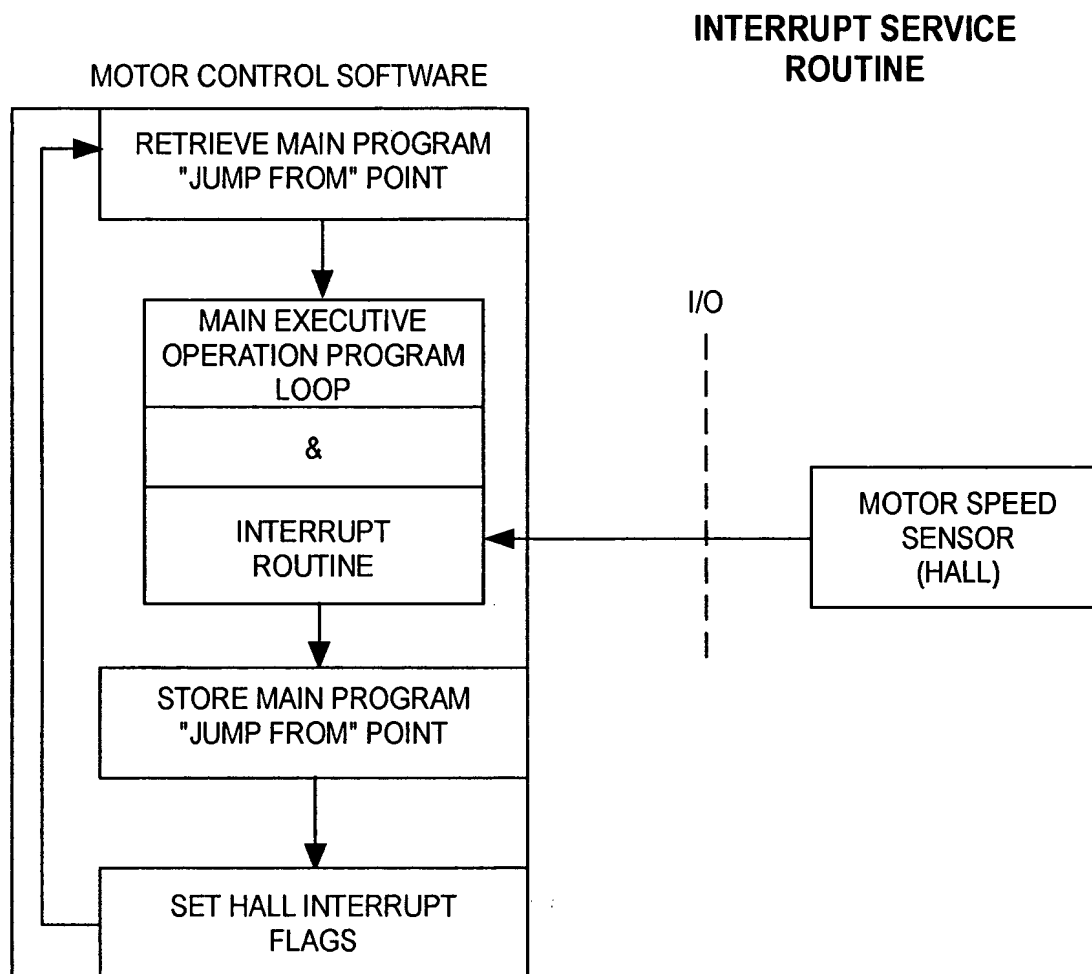 INTERRUPT SERVICE
ROUTINE
MOTOR CONTROL SOFTWARE
RETRIEVE MAIN PROGRAM
"JUMP FROM" POINT
MAIN EXECUTIVE
OPERATION PROGRAM
LOOP
&
INTERRUPT
ROUTINE
I/O
MOTOR SPEED
SENSOR
(HALL)
STORE MAIN PROGRAM
"JUMP FROM" POINT
SET HALL INTERRUPT
FLAGS